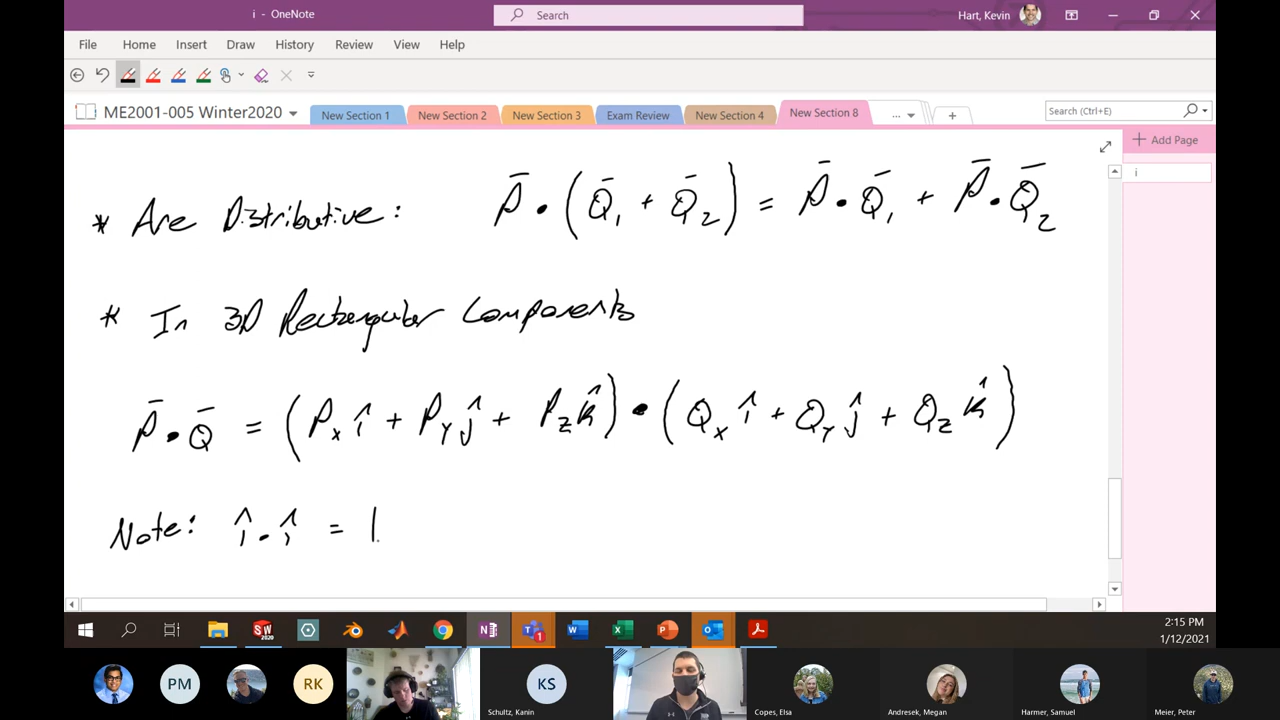 i - OneNote
Search
Hart, Kevin
File Home Insert Draw History Review View Help
ME2001-005 Winter2020
New Section 1
New Section 2
New Section 3
Exam Review
New Section 4
New Section 8
...
Search (Ctrl+E)
Add Page
i
* Are Distributive: P̄ • (Q̄₁ + Q̄₂) = P̄ • Q̄₁ + P̄ • Q̄₂
* In 3D Rectangular Components
P̄ • Q̄ = (Pₓ î + Pᵧ ĵ + P_z k̂) • (Qₓ î + Qᵧ ĵ + Q_z k̂)
Note: î • î = 1
SW
2020
2:15 PM
1/12/2021
PM
RK
KS
Schultz, Kanin
Copes, Elsa
Andresek, Megan
Harmer, Samuel
Meier, Peter